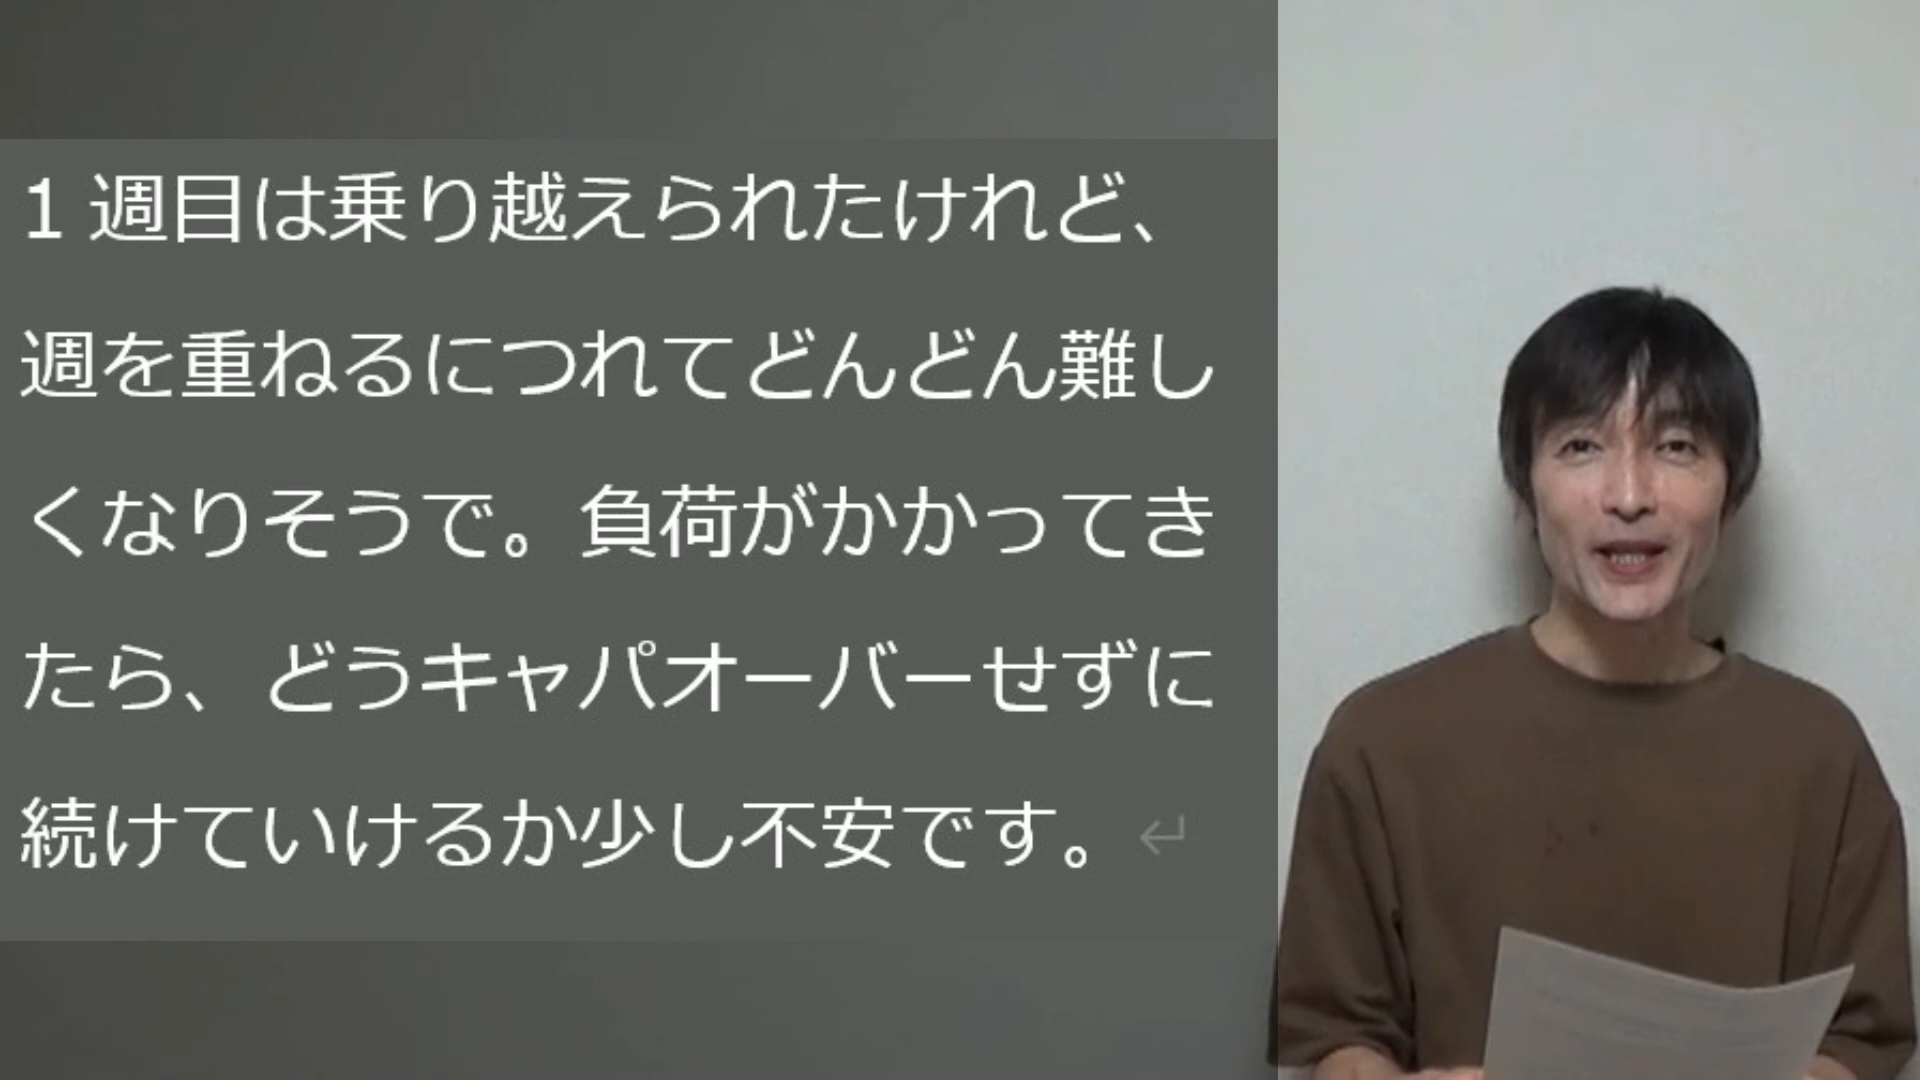 1週目は乗り越えられたけれど、
週を重ねるにつれてどんどん難し
くなりそうで。負荷がかかってき
たら、どうキャパオーバーせずに
続けていけるか少し不安です。↵